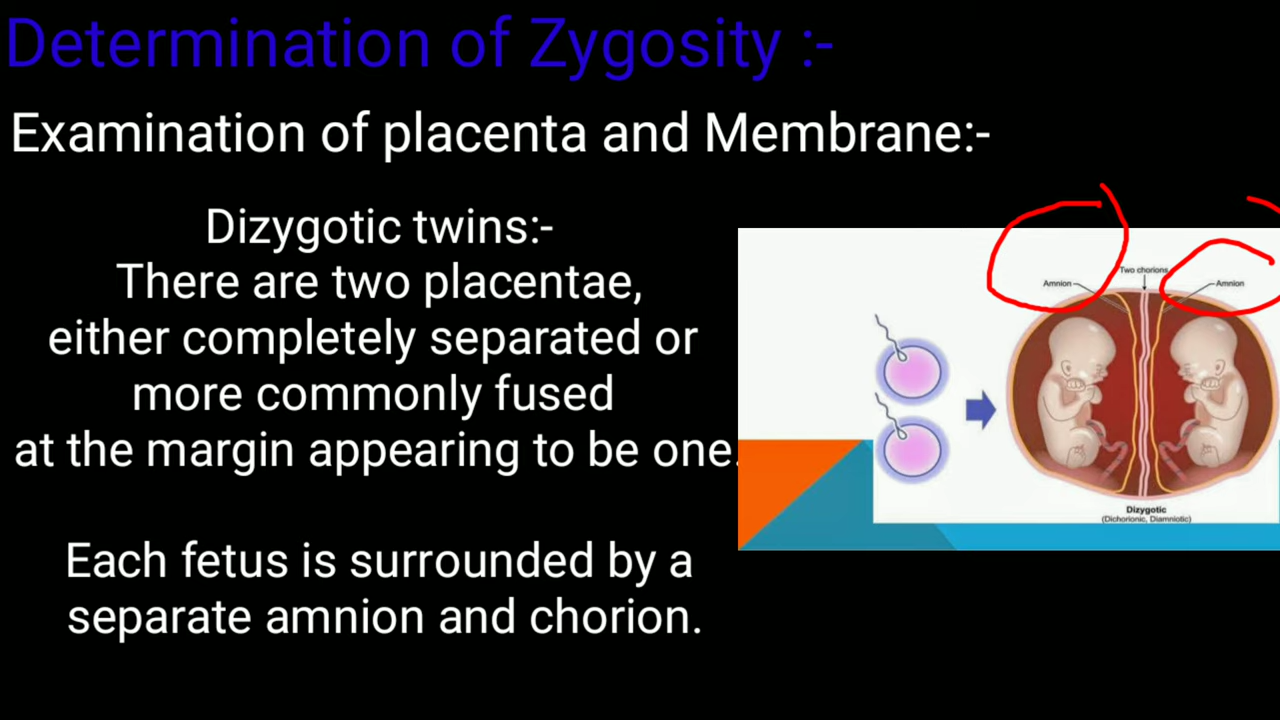 Determination of Zygosity :-
Examination of placenta and Membrane:-
Dizygotic twins:-
There are two placentae,
either completely separated or
more commonly fused
at the margin appearing to be one.
Each fetus is surrounded by a
separate amnion and chorion.
Two chorions
Amnion
Amnion
Dizygotic
(Dichorionic, Diamniotic)